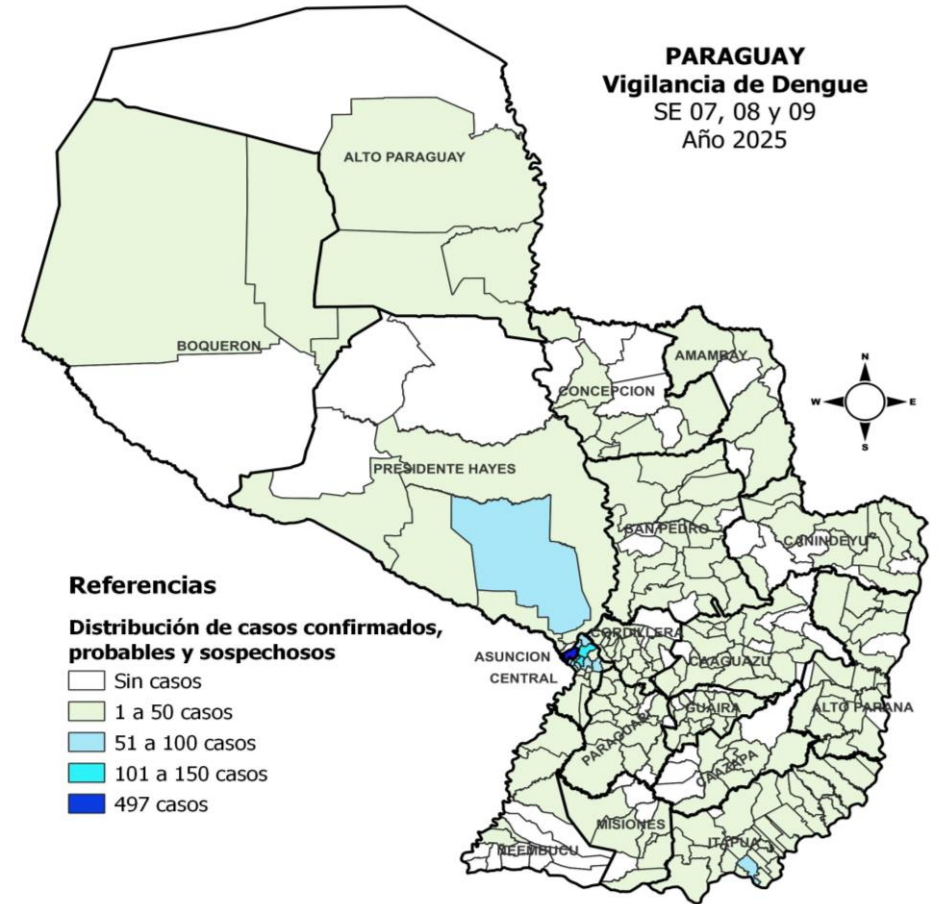 PARAGUAY
Vigilancia de Dengue
SE 07, 08 y 09
Año 2025
ALTO PARAGUAY
BOQUERON
AMAMBAY
CONCEPCION
N
W
E
S
PRESIDENTE HAYES
SAN PEDRO
CANINDEYU
Referencias
Distribución de casos confirmados,
probables y sospechosos
Sin casos
1 a 50 casos
51 a 100 casos
101 a 150 casos
497 casos
CORDILLERA
ASUNCION
CENTRAL
CAAGUAZU
GUAIRA
ALTO PARANA
PARAGUARI
CAAZAPA
MISIONES
ÑEEMBUCU
ITAPUA